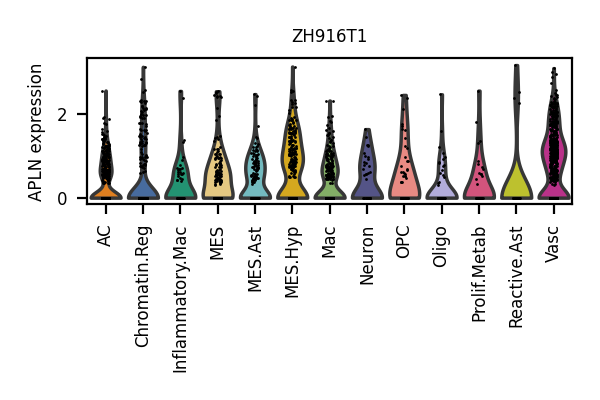 ZH916T1
APLN expression
2
0
AC
Chromatin.Reg
Inflammatory.Mac
MES
MES.Ast
MES.Hyp
Mac
Neuron
OPC
Oligo
Prolif.Metab
Reactive.Ast
Vasc